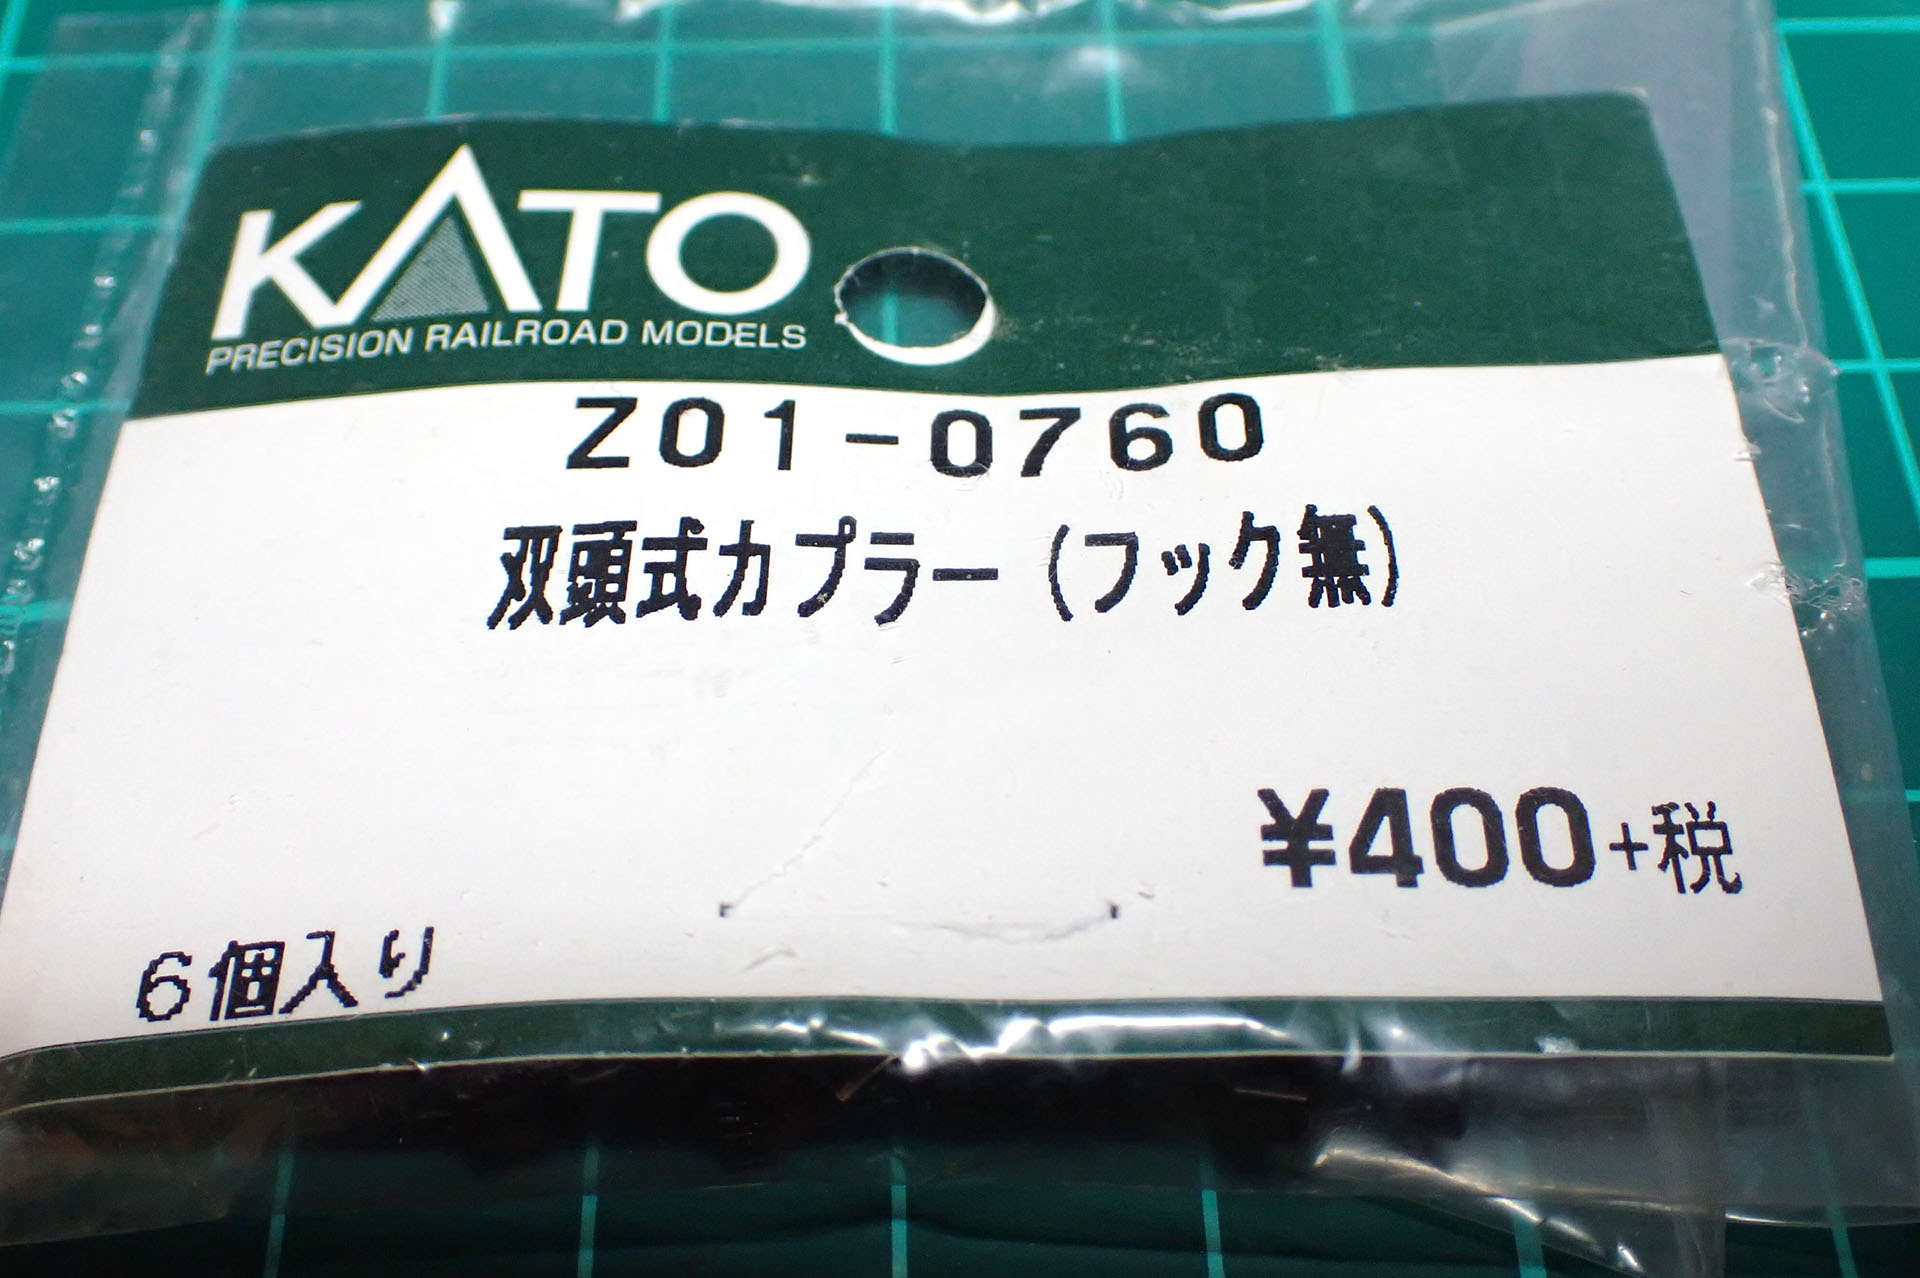 KATO
PRECISION RAILROAD MODELS
Z01-0760
双頭式カプラー（フック無）
¥400+税
6個入り